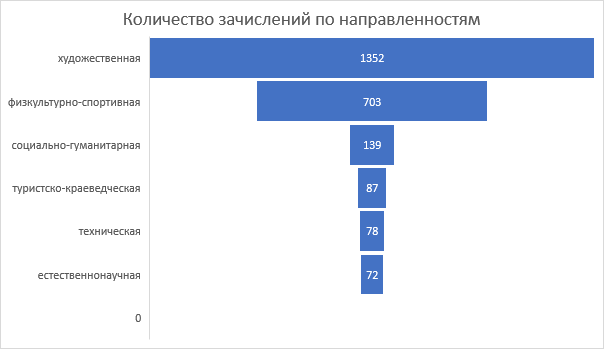 Количество зачислений по направленностям
художественная 1352
физкультурно-спортивная 703
социально-гуманитарная 139
туристско-краеведческая 87
техническая 78
естественнонаучная 72
0